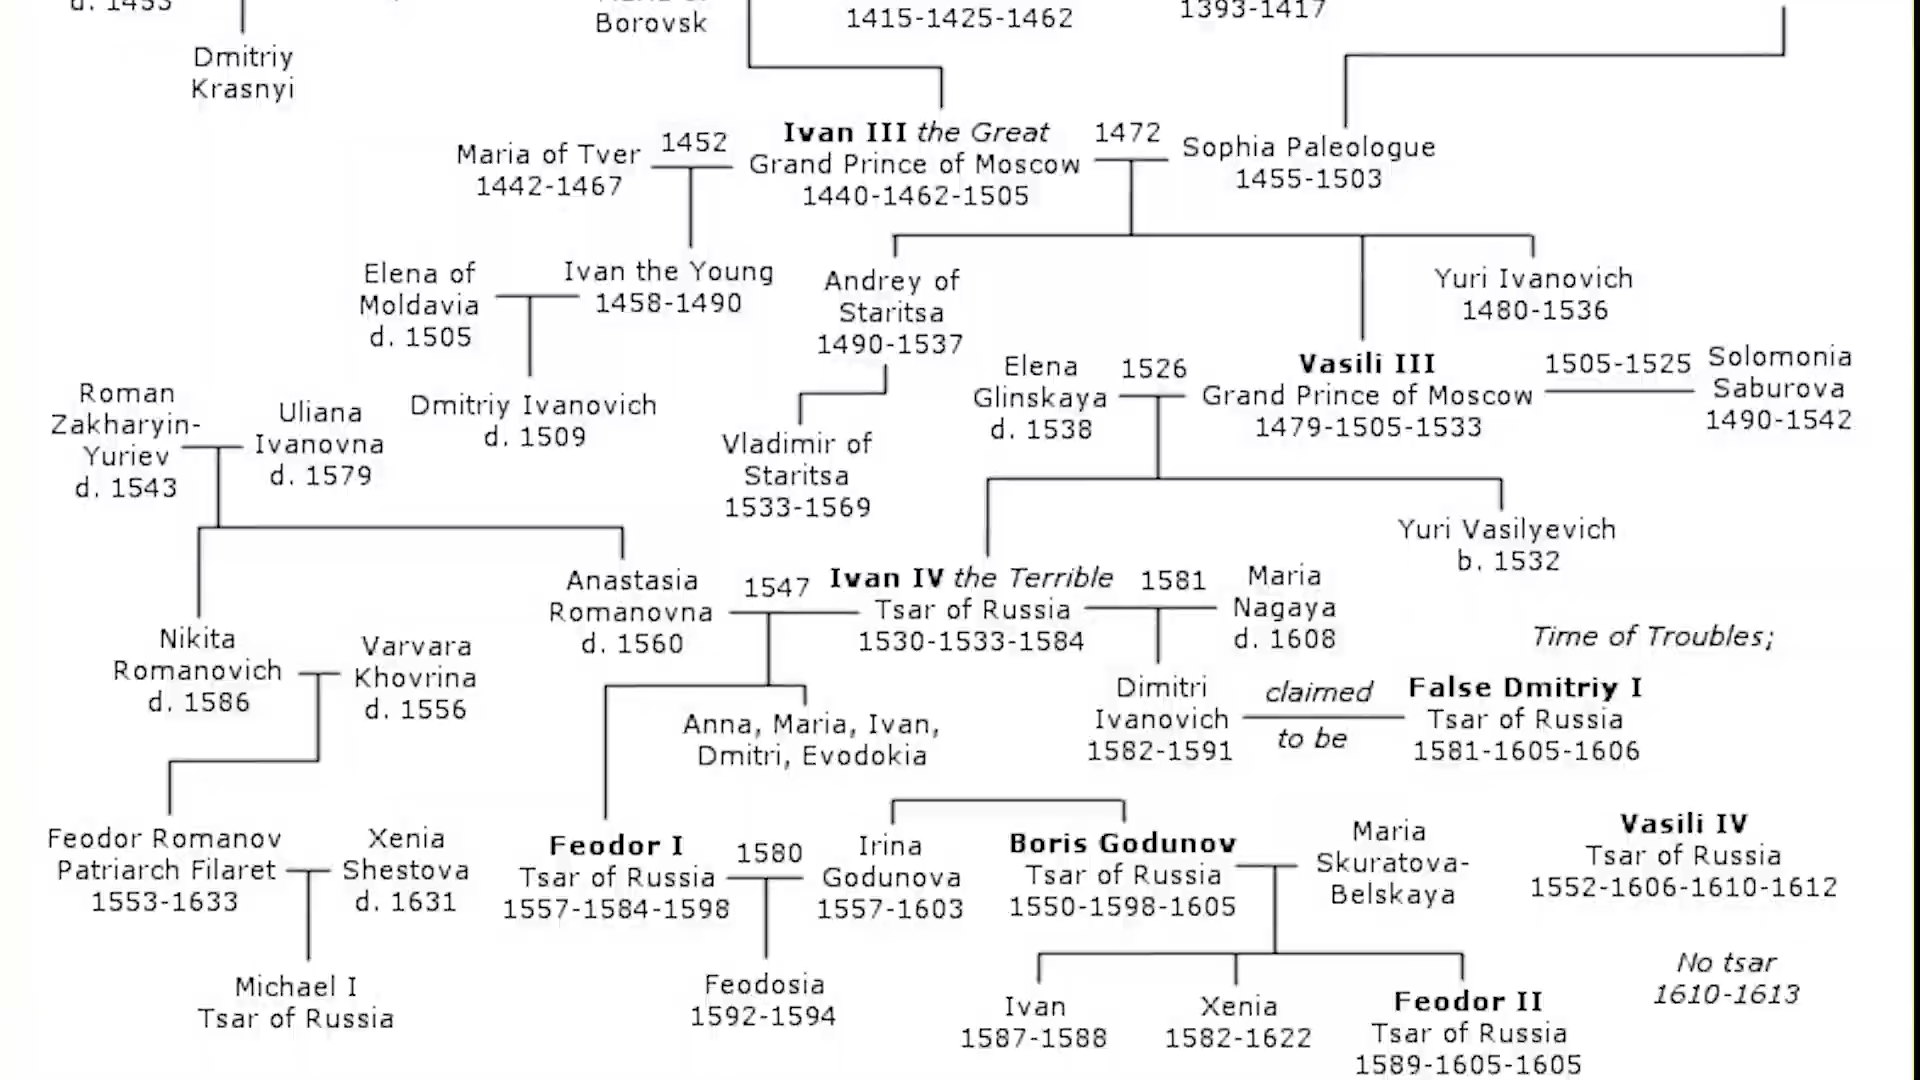 d. 1453
Borovsk
1415-1425-1462
1393-1417
Dmitriy
Krasnyi
Maria of Tver
1442-1467
1452
Ivan III the Great
Grand Prince of Moscow
1440-1462-1505
1472
Sophia Paleologue
1455-1503
Elena of
Moldavia
d. 1505
Ivan the Young
1458-1490
Andrey of
Staritsa
1490-1537
Yuri Ivanovich
1480-1536
Roman
Zakharyin-
Yuriev
d. 1543
Uliana
Ivanovna
d. 1579
Dmitriy Ivanovich
d. 1509
Vladimir of
Staritsa
1533-1569
Elena
Glinskaya
d. 1538
1526
Vasili III
Grand Prince of Moscow
1479-1505-1533
1505-1525
Solomonia
Saburova
1490-1542
Yuri Vasilyevich
b. 1532
Anastasia
Romanovna
d. 1560
1547
Ivan IV the Terrible
Tsar of Russia
1530-1533-1584
1581
Maria
Nagaya
d. 1608
Time of Troubles;
Nikita
Romanovich
d. 1586
Varvara
Khovrina
d. 1556
Anna, Maria, Ivan,
Dmitri, Evodokia
Dimitri
Ivanovich
1582-1591
claimed
to be
False Dmitriy I
Tsar of Russia
1581-1605-1606
Feodor Romanov
Patriarch Filaret
1553-1633
Xenia
Shestova
d. 1631
Feodor I
Tsar of Russia
1557-1584-1598
1580
Irina
Godunova
1557-1603
Boris Godunov
Tsar of Russia
1550-1598-1605
Maria
Skuratova-
Belskaya
Vasili IV
Tsar of Russia
1552-1606-1610-1612
Michael I
Tsar of Russia
Feodosia
1592-1594
Ivan
1587-1588
Xenia
1582-1622
Feodor II
Tsar of Russia
1589-1605-1605
No tsar
1610-1613